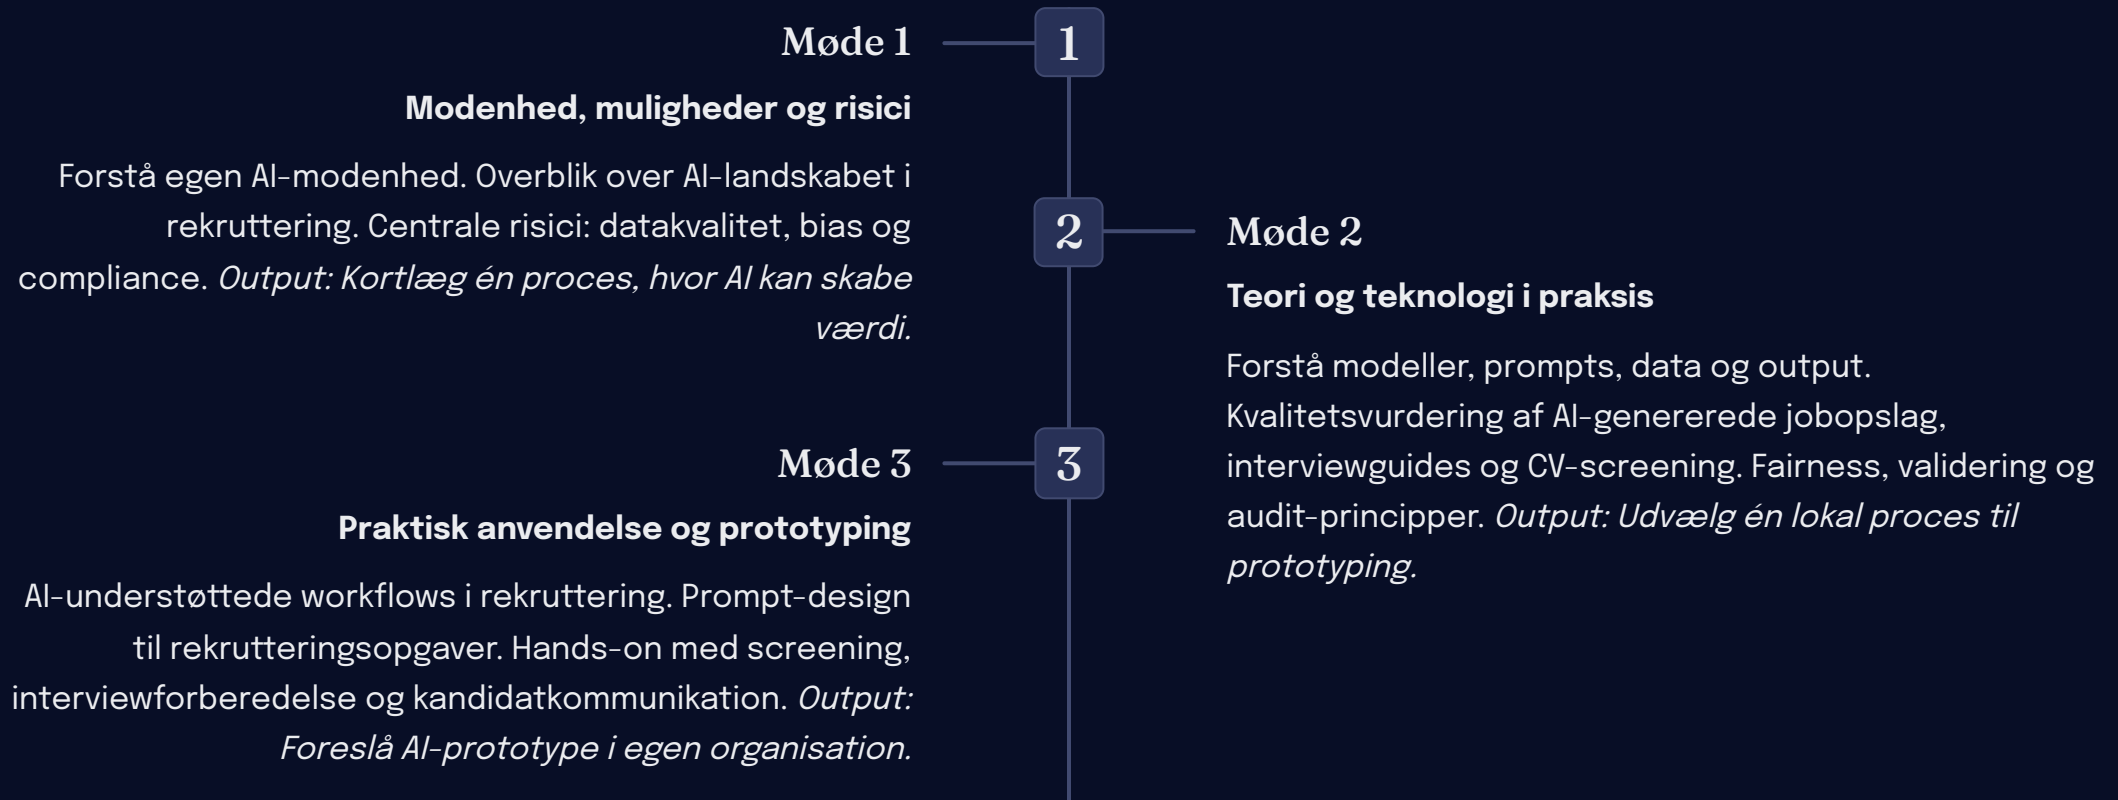 Møde 1
1
Modenhed, muligheder og risici
Forstå egen AI-modenhed. Overblik over AI-landskabet i
rekruttering. Centrale risici: datakvalitet, bias og
compliance. Output: Kortlæg én proces, hvor AI kan skabe
værdi.
2
Møde 2
Teori og teknologi i praksis
Forstå modeller, prompts, data og output.
Kvalitetsvurdering af AI-genererede jobopslag,
interviewguides og CV-screening. Fairness, validering og
audit-principper. Output: Udvælg én lokal proces til
prototyping.
Møde 3
3
Praktisk anvendelse og prototyping
AI-understøttede workflows i rekruttering. Prompt-design
til rekrutteringsopgaver. Hands-on med screening,
interviewforberedelse og kandidatkommunikation. Output:
Foreslå AI-prototype i egen organisation.